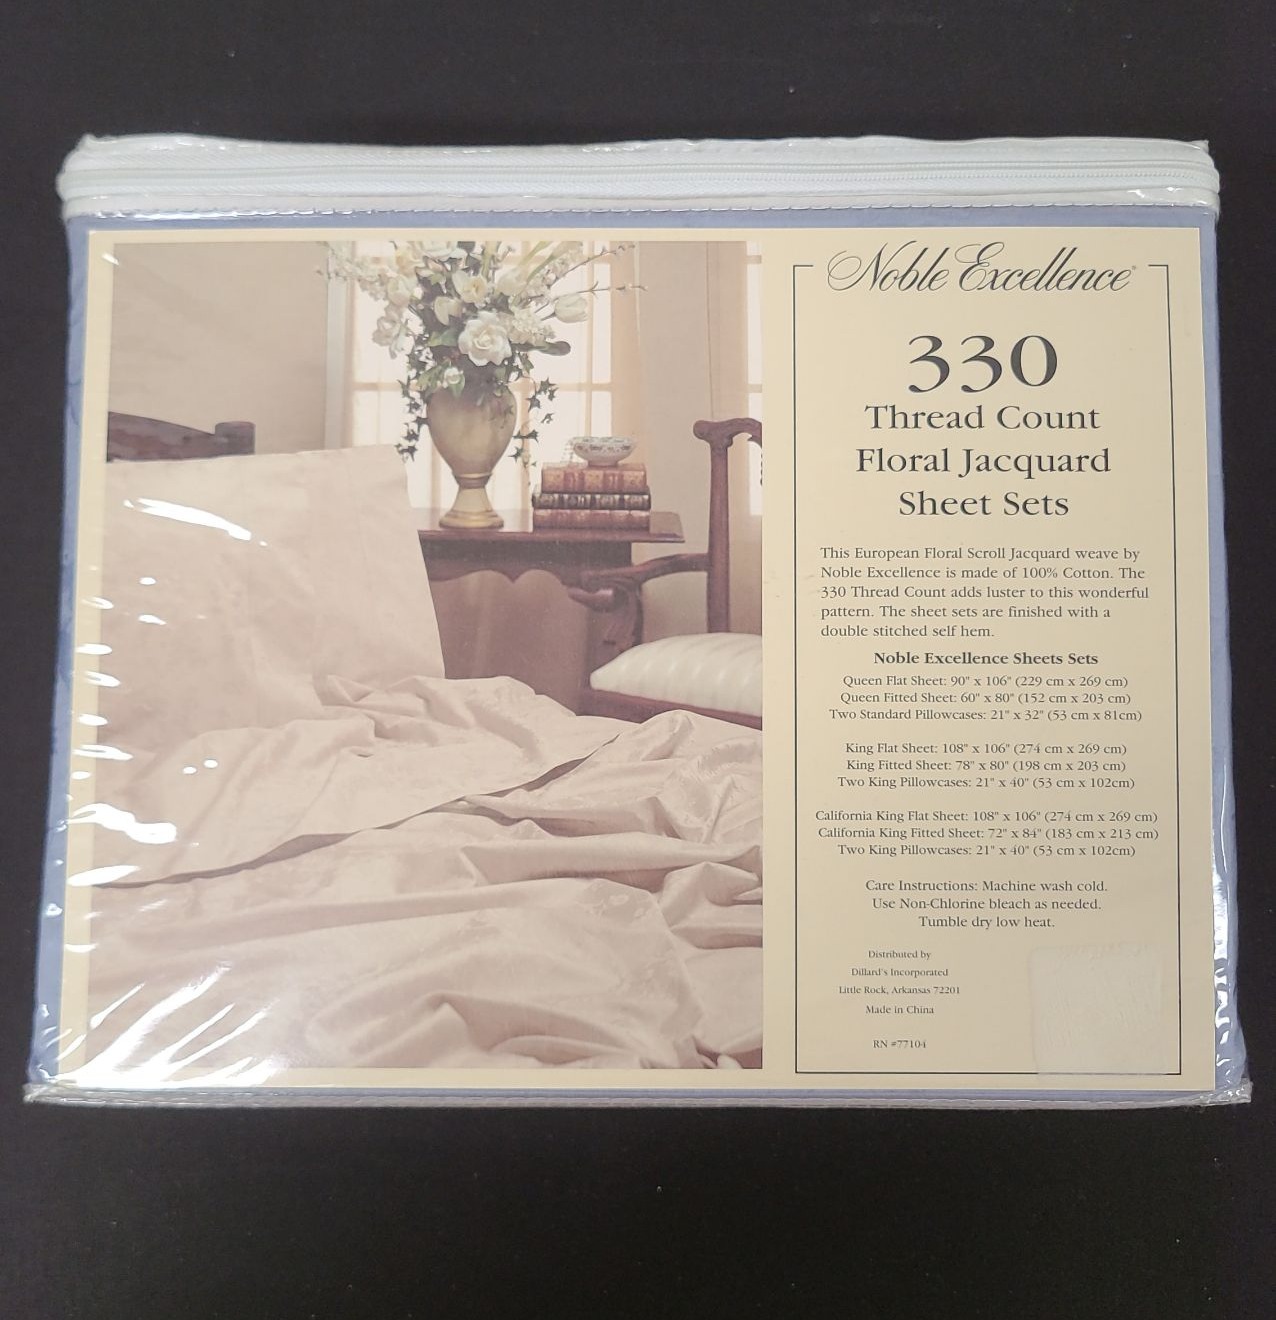 Noble Excellence®
330
Thread Count
Floral Jacquard
Sheet Sets
This European Floral Scroll Jacquard weave by
Noble Excellence is made of 100% Cotton. The
330 Thread Count adds luster to this wonderful
pattern. The sheet sets are finished with a
double stitched self hem.
Noble Excellence Sheets Sets
Queen Flat Sheet: 90" x 106" (229 cm x 269 cm)
Queen Fitted Sheet: 60" x 80" (152 cm x 203 cm)
Two Standard Pillowcases: 21" x 32" (53 cm x 81cm)
King Flat Sheet: 108" x 106" (274 cm x 269 cm)
King Fitted Sheet: 78" x 80" (198 cm x 203 cm)
Two King Pillowcases: 21" x 40" (53 cm x 102cm)
California King Flat Sheet: 108" x 106" (274 cm x 269 cm)
California King Fitted Sheet: 72" x 84" (183 cm x 213 cm)
Two King Pillowcases: 21" x 40" (53 cm x 102cm)
Care Instructions: Machine wash cold.
Use Non-Chlorine bleach as needed.
Tumble dry low heat.
Distributed by
Dillard's Incorporated
Little Rock, Arkansas 72201
Made in China
RN #77104